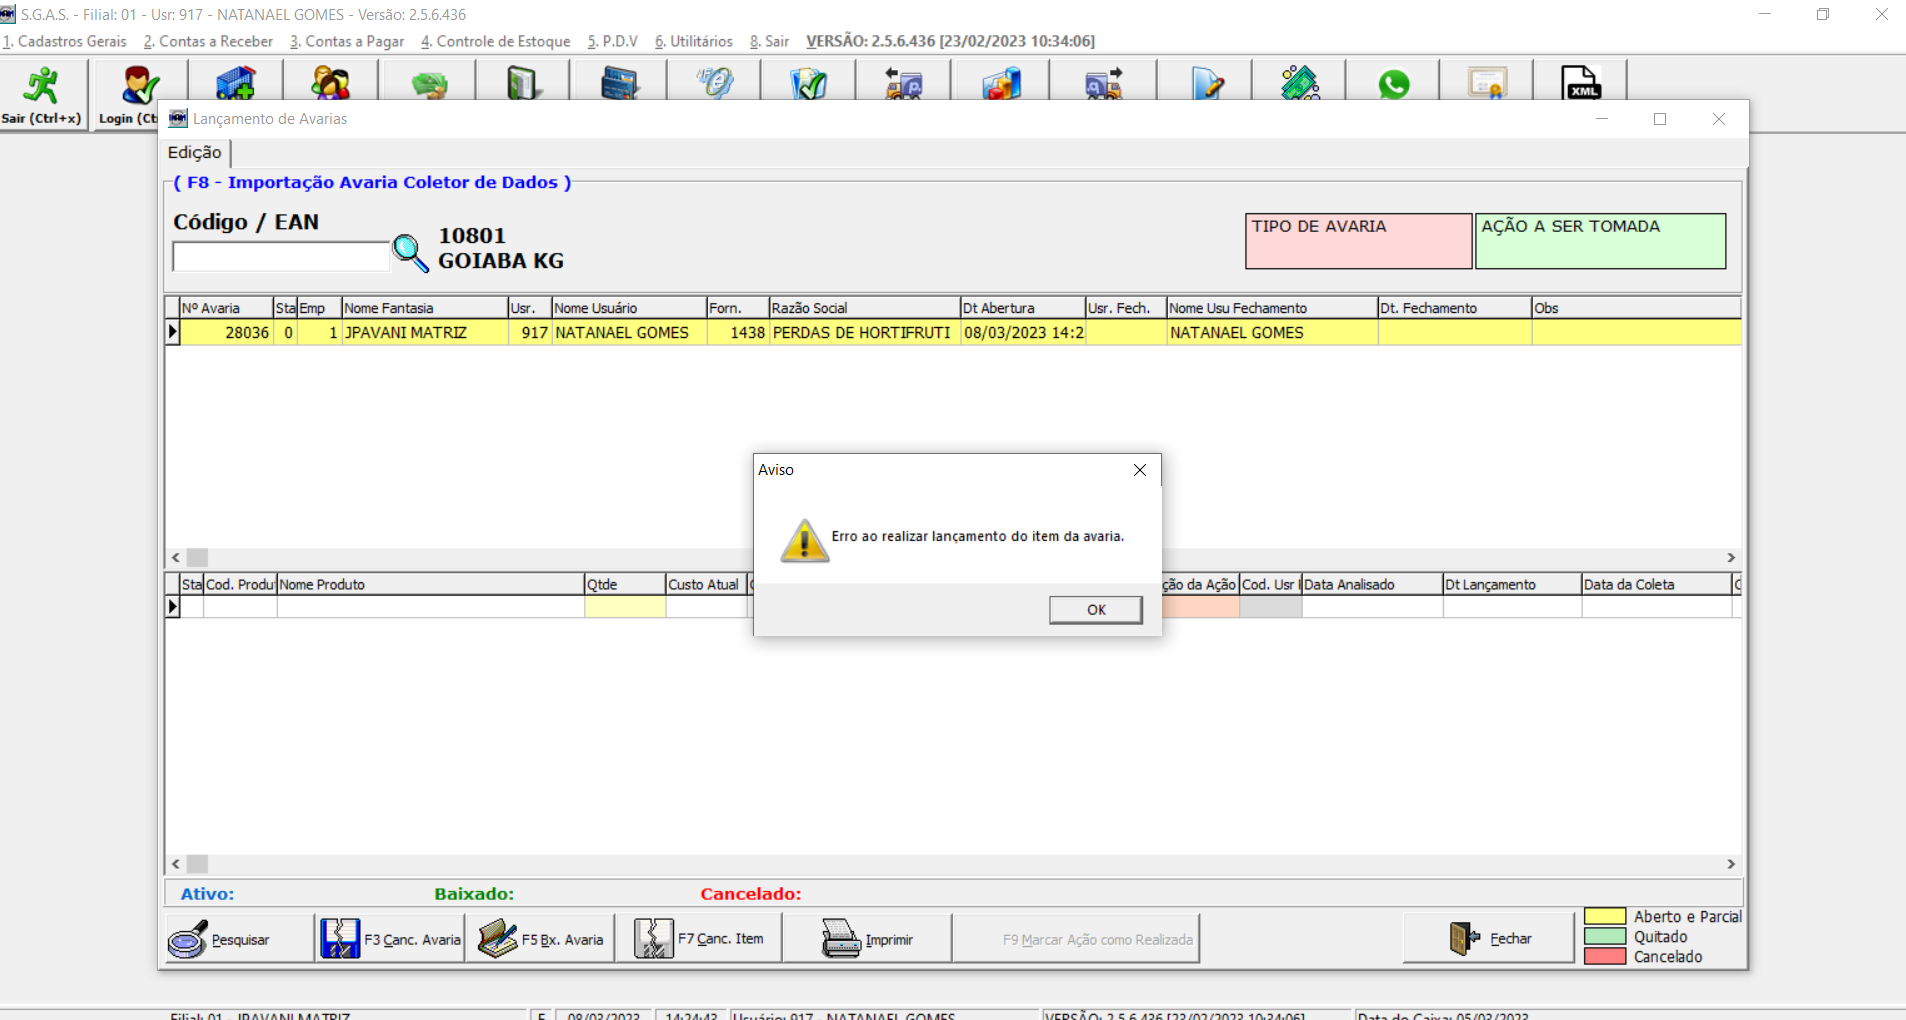 S.G.A.S. - Filial: 01 - Usr: 917 - NATANAEL GOMES - Versão: 2.5.6.436
1. Cadastros Gerais 2. Contas a Receber 3. Contas a Pagar 4. Controle de Estoque 5. P.D.V 6. Utilitários 8. Sair VERSÃO: 2.5.6.436 [23/02/2023 10:34:06]
XML
Sair (Ctrl+x) Login (Ct
Lançamento de Avarias
Edição
( F8 - Importação Avaria Coletor de Dados )
Código / EAN
10801
GOIABA KG
TIPO DE AVARIA AÇÃO A SER TOMADA
Nº Avaria Sta Emp Nome Fantasia Usr. Nome Usuário Forn. Razão Social Dt Abertura Usr. Fech. Nome Usu Fechamento Dt. Fechamento Obs
28036 0 1 JPAVANI MATRIZ 917 NATANAEL GOMES 1438 PERDAS DE HORTIFRUTI 08/03/2023 14:2 NATANAEL GOMES
Aviso
Erro ao realizar lançamento do item da avaria.
OK
Sta Cod. Produ Nome Produto Qtde Custo Atual ção da Ação Cod. Usr Data Analisado Dt Lançamento Data da Coleta
Ativo: Baixado: Cancelado:
Pesquisar F3 Canc. Avaria F5 Bx. Avaria F7 Canc. Item Imprimir F9 Marcar Ação como Realizada Fechar
Aberto e Parcial
Quitado
Cancelado
Filial: 01 - JPAVANI MATRIZ 08/03/2023 14:24:43 Usuário: 917 - NATANAEL GOMES VERSÃO: 2.5.6.436 [23/02/2023 10:34:06] Data do Caixa: 05/03/2023